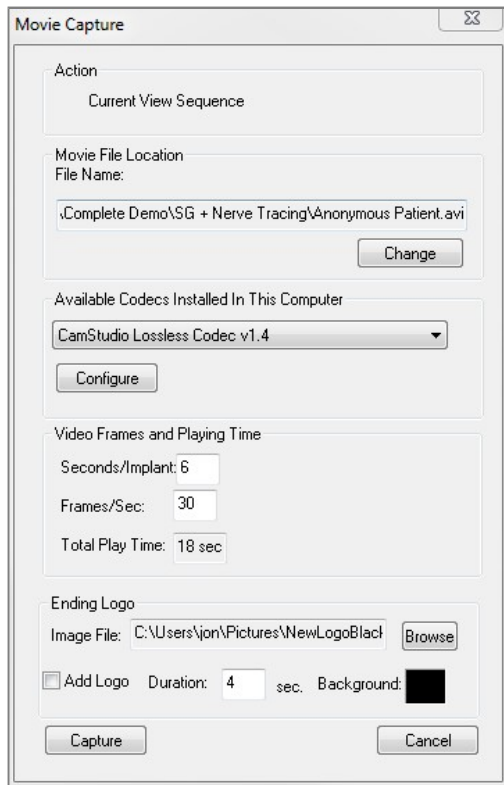 Movie Capture
Action
Current View Sequence
Movie File Location
File Name:
\Complete Demo\SG + Nerve Tracing\Anonymous Patient.avi
Change
Available Codecs Installed In This Computer
CamStudio Lossless Codec v1.4
Configure
Video Frames and Playing Time
Seconds/Implant: 6
Frames/Sec: 30
Total Play Time: 18 sec
Ending Logo
Image File: C:\Users\jon\Pictures\NewLogoBlack Browse
Add Logo Duration: 4 sec. Background:
Capture Cancel